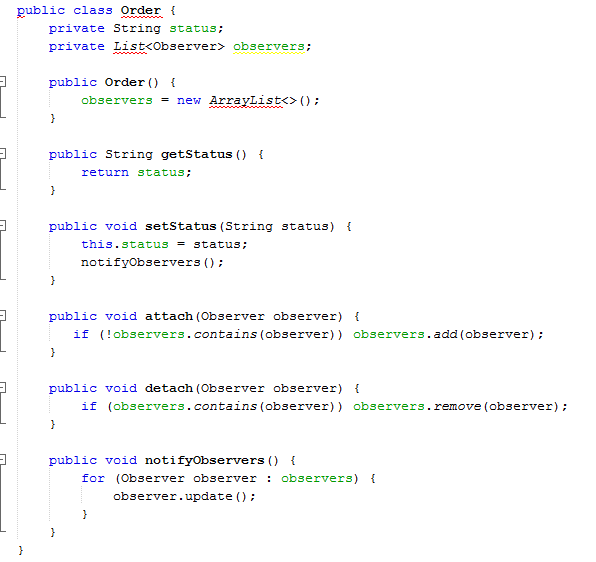 public class Order {
    private String status;
    private List<Observer> observers;

    public Order() {
        observers = new ArrayList<>();
    }

    public String getStatus() {
        return status;
    }

    public void setStatus(String status) {
        this.status = status;
        notifyObservers();
    }

    public void attach(Observer observer) {
       if (!observers.contains(observer)) observers.add(observer);
    }

    public void detach(Observer observer) {
        if (observers.contains(observer)) observers.remove(observer);
    }

    public void notifyObservers() {
        for (Observer observer : observers) {
            observer.update();
        }
    }
}